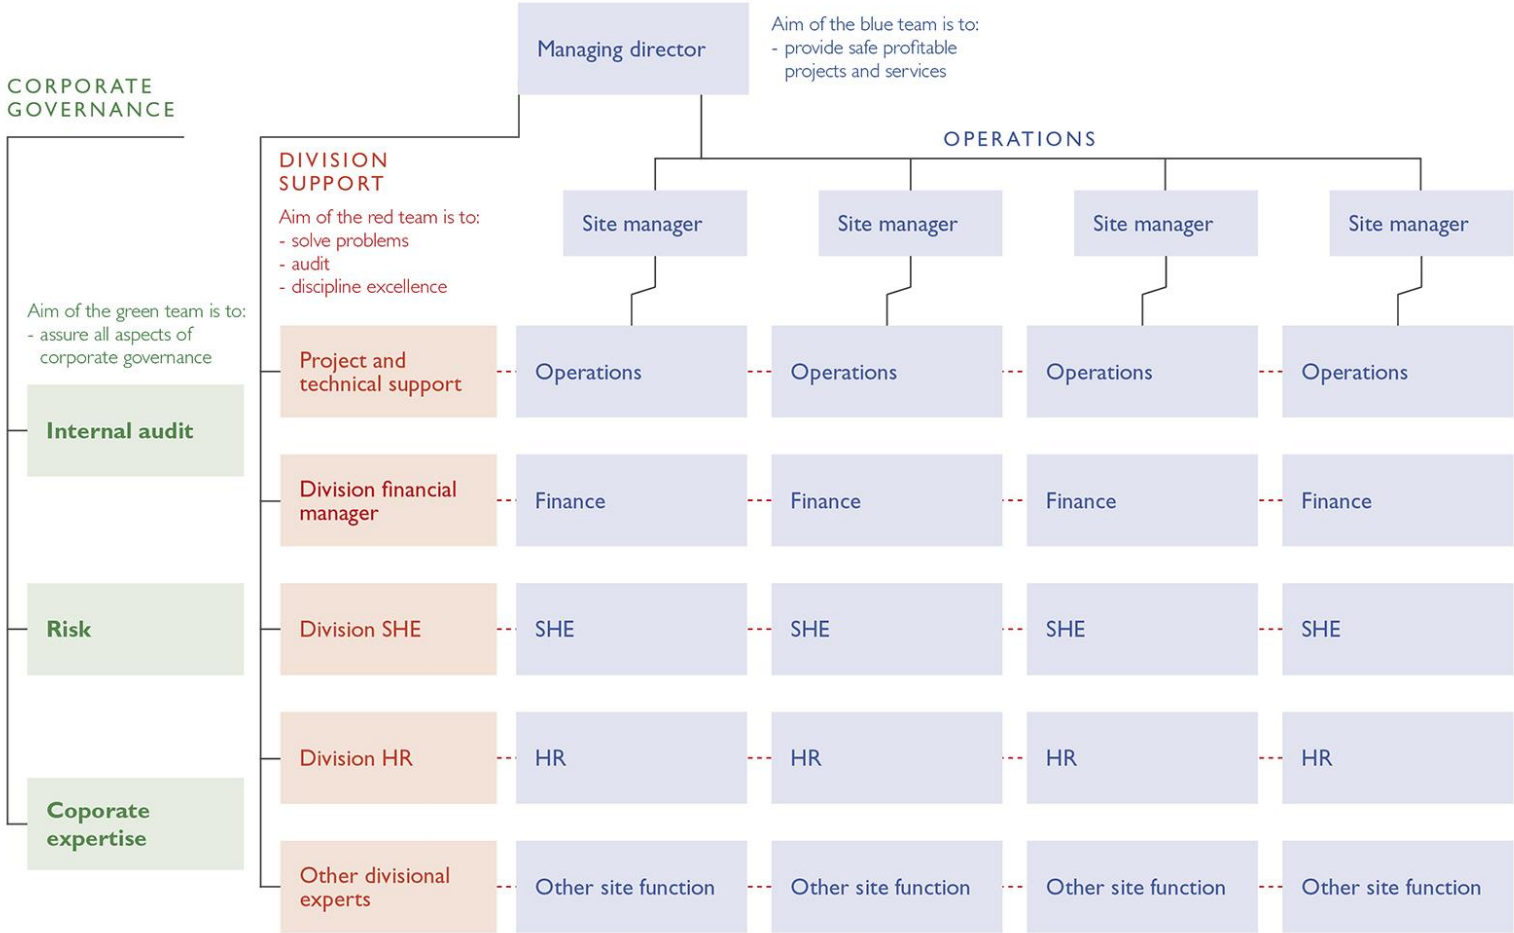 Managing director
Aim of the blue team is to:
- provide safe profitable
projects and services
CORPORATE
GOVERNANCE
OPERATIONS
DIVISION
SUPPORT
Aim of the red team is to:
- solve problems
- audit
- discipline excellence
Site manager
Site manager
Site manager
Site manager
Aim of the green team is to:
- assure all aspects of
corporate governance
Internal audit
Risk
Coporate
expertise
Project and
technical support
Operations
Operations
Operations
Operations
Division financial
manager
Finance
Finance
Finance
Finance
Division SHE
SHE
SHE
SHE
SHE
Division HR
HR
HR
HR
HR
Other divisional
experts
Other site function
Other site function
Other site function
Other site function